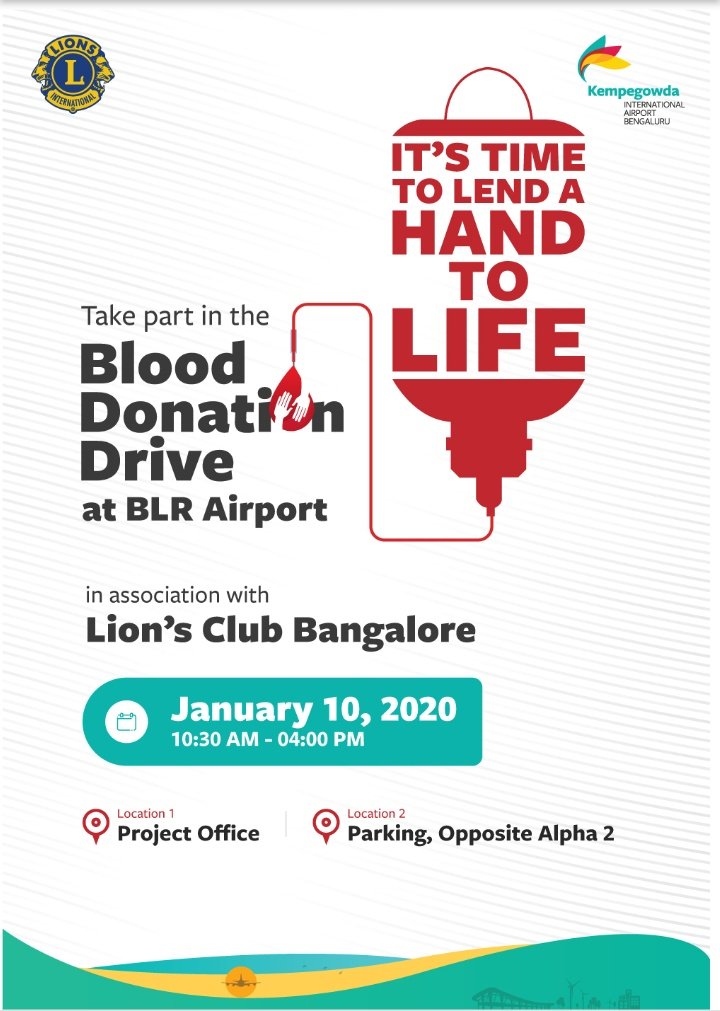 LIONS
L
INTERNATIONAL
Kempegowda
INTERNATIONAL
AIRPORT
BENGALURU
IT'S TIME
TO LEND A
HAND
TO
LIFE
Take part in the
Blood
Donation
Drive
at BLR Airport
in association with
Lion's Club Bangalore
January 10, 2020
10:30 AM - 04:00 PM
Location 1
Project Office
Location 2
Parking, Opposite Alpha 2